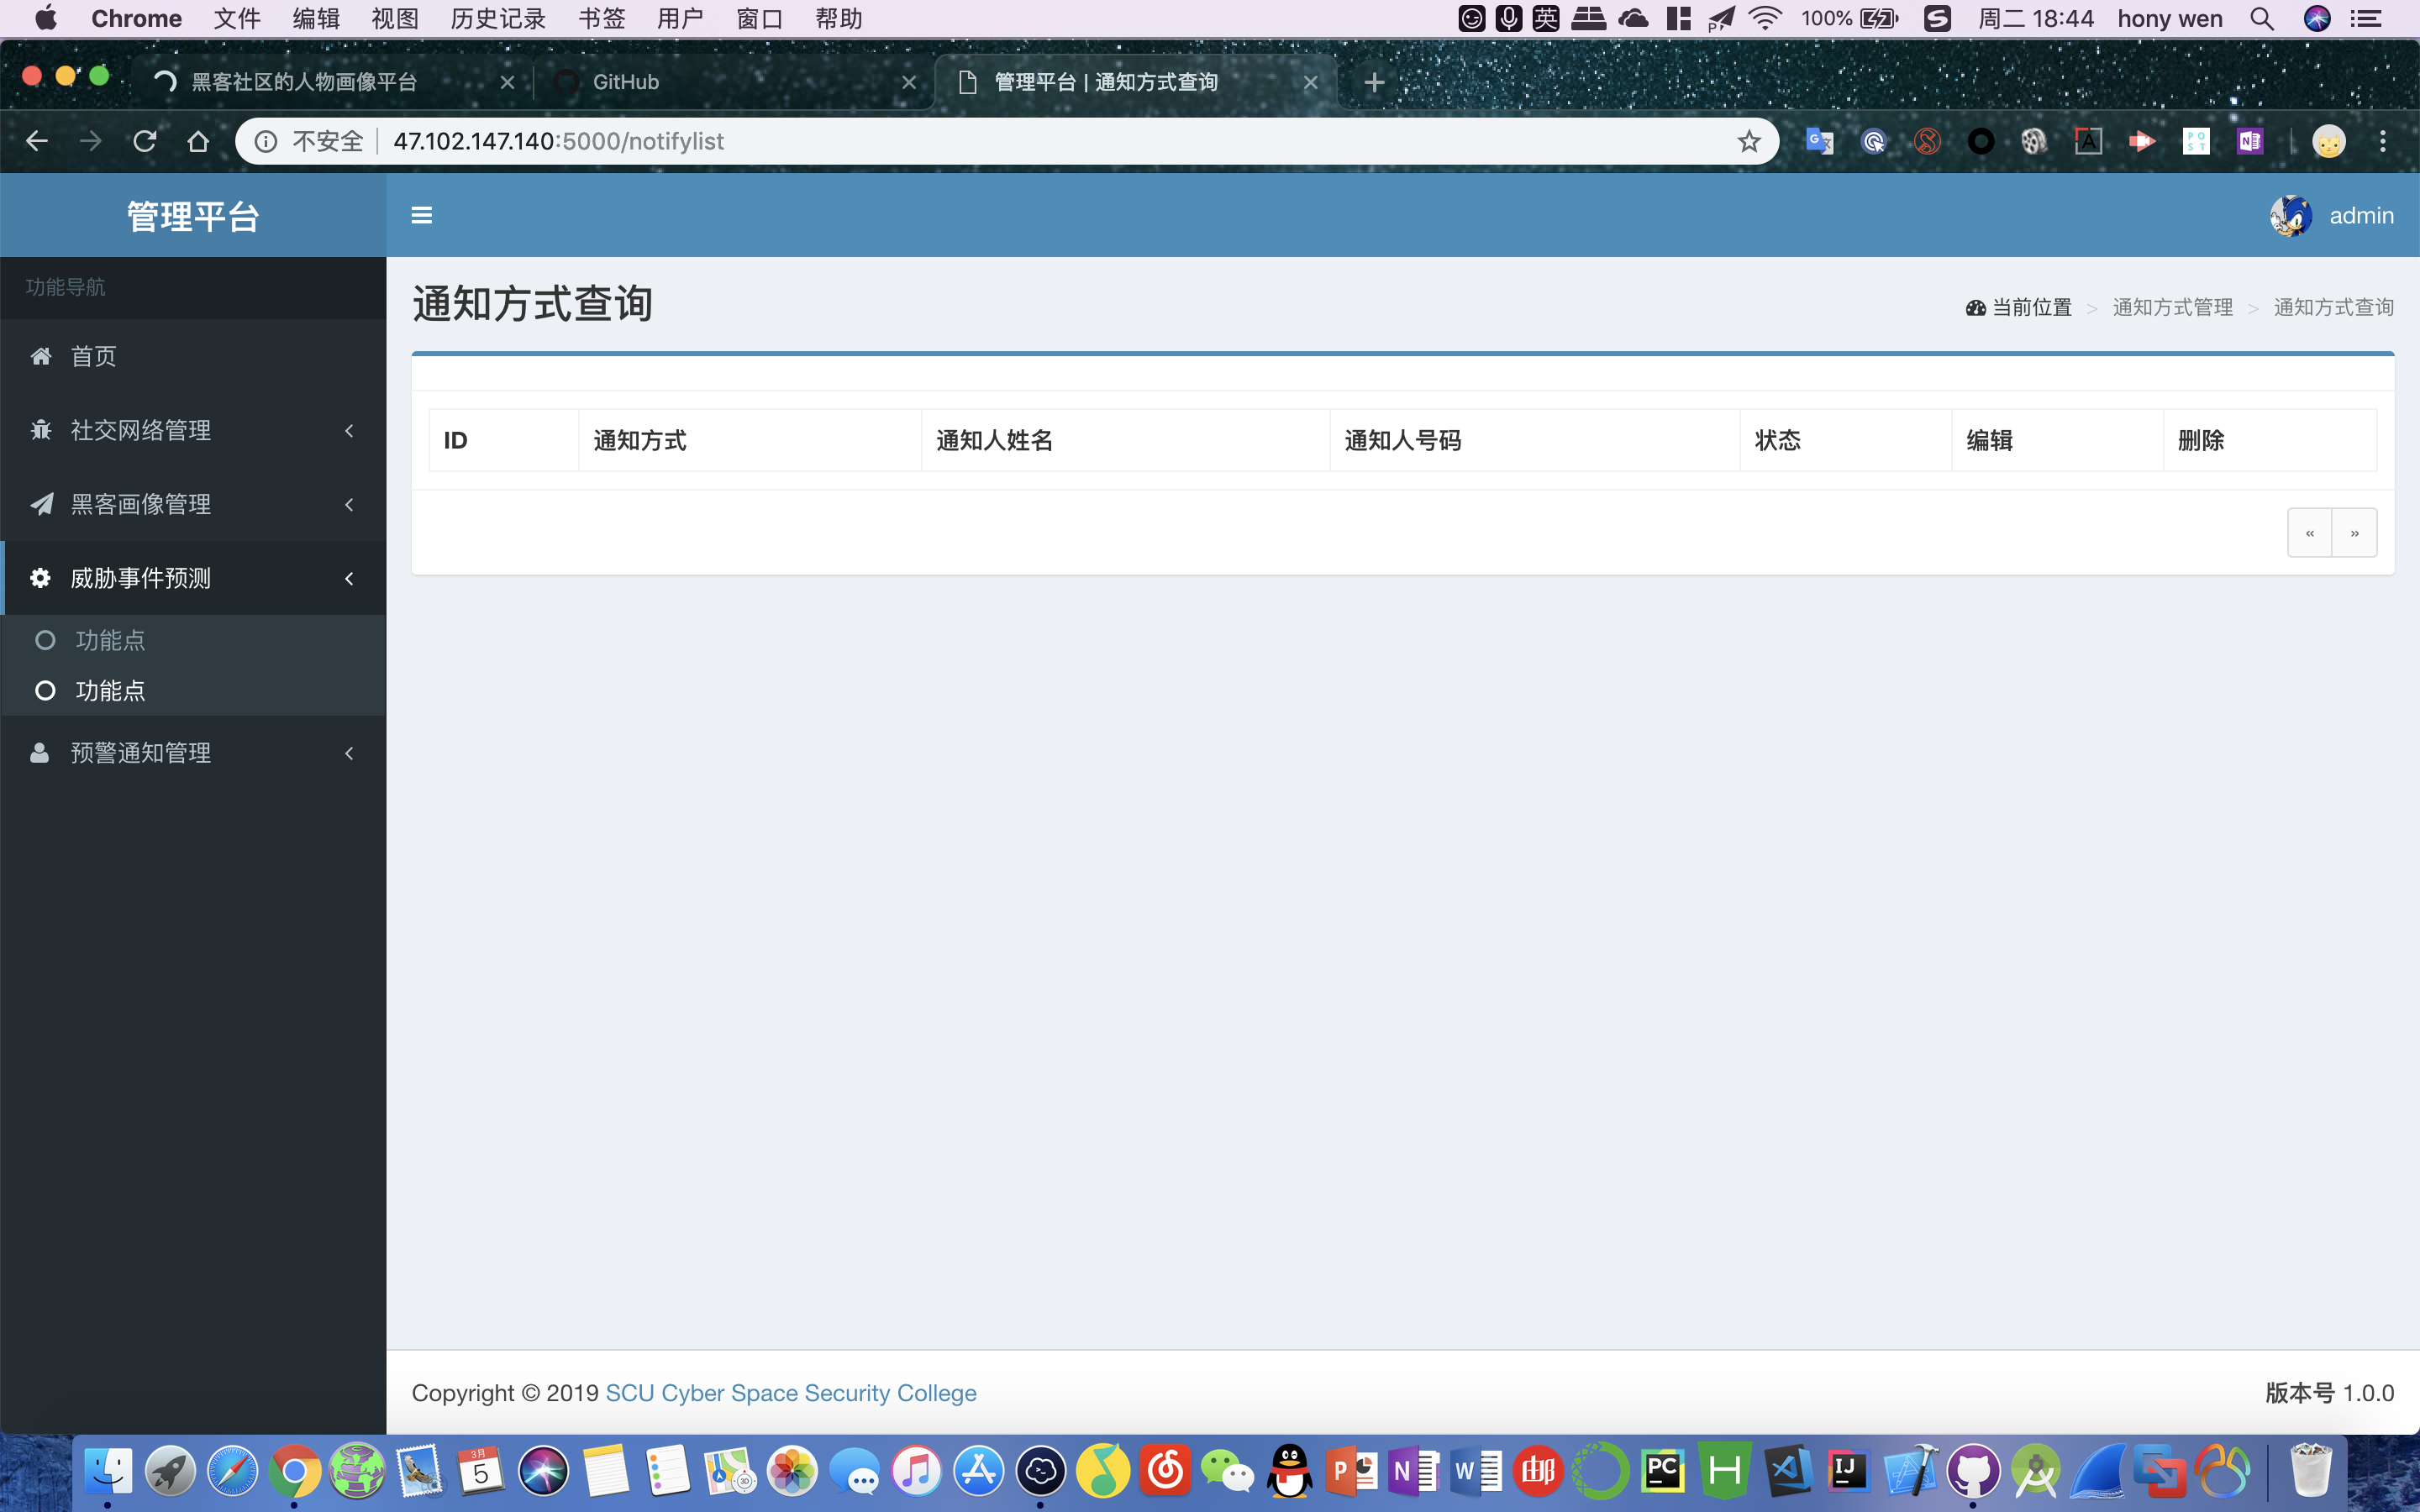 Chrome 文件 编辑 视图 历史记录 书签 用户 窗口 帮助 英 100% 周二 18:44 hony wen
黑客社区的人物画像平台 GitHub 管理平台 | 通知方式查询
不安全 47.102.147.140:5000/notifylist
管理平台 admin
功能导航
通知方式查询 当前位置 > 通知方式管理 > 通知方式查询
首页
社交网络管理
黑客画像管理
威胁事件预测
功能点
功能点
预警通知管理
ID 通知方式 通知人姓名 通知人号码 状态 编辑 删除
« »
Copyright © 2019 SCU Cyber Space Security College 版本号 1.0.0
3月
5
3D
P N W 邮 PC H IJ